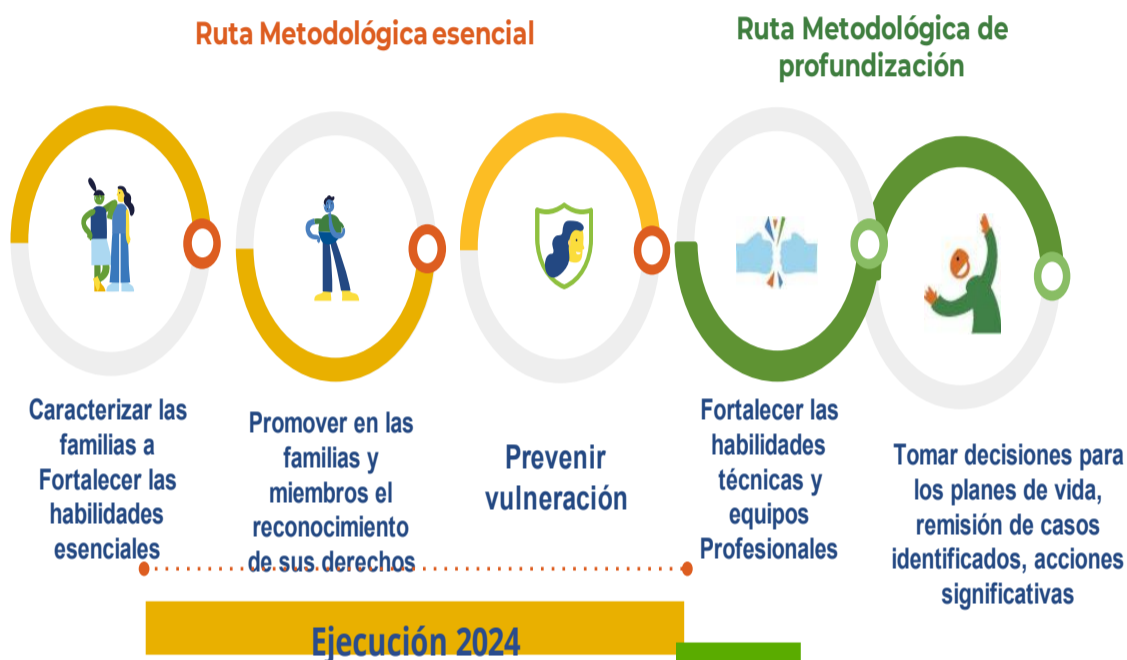 Ruta Metodológica esencial
Ruta Metodológica de
profundización
Caracterizar las
familias a
Fortalecer las
habilidades
esenciales
Promover en las
familias y
miembros el
reconocimiento
de sus derechos
Prevenir
vulneración
Fortalecer las
habilidades
técnicas y
equipos
Profesionales
Tomar decisiones para
los planes de vida,
remisión de casos
identificados, acciones
significativas
Ejecución 2024